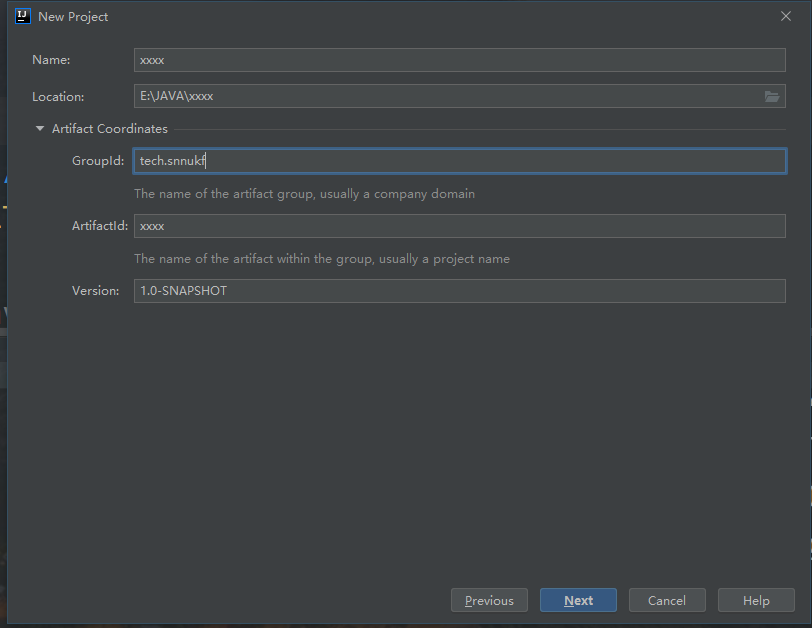 New Project
Name: xxxx
Location: E:\JAVA\xxxx
Artifact Coordinates
GroupId: tech.snnukf
The name of the artifact group, usually a company domain
ArtifactId: xxxx
The name of the artifact within the group, usually a project name
Version: 1.0-SNAPSHOT
Previous Next Cancel Help